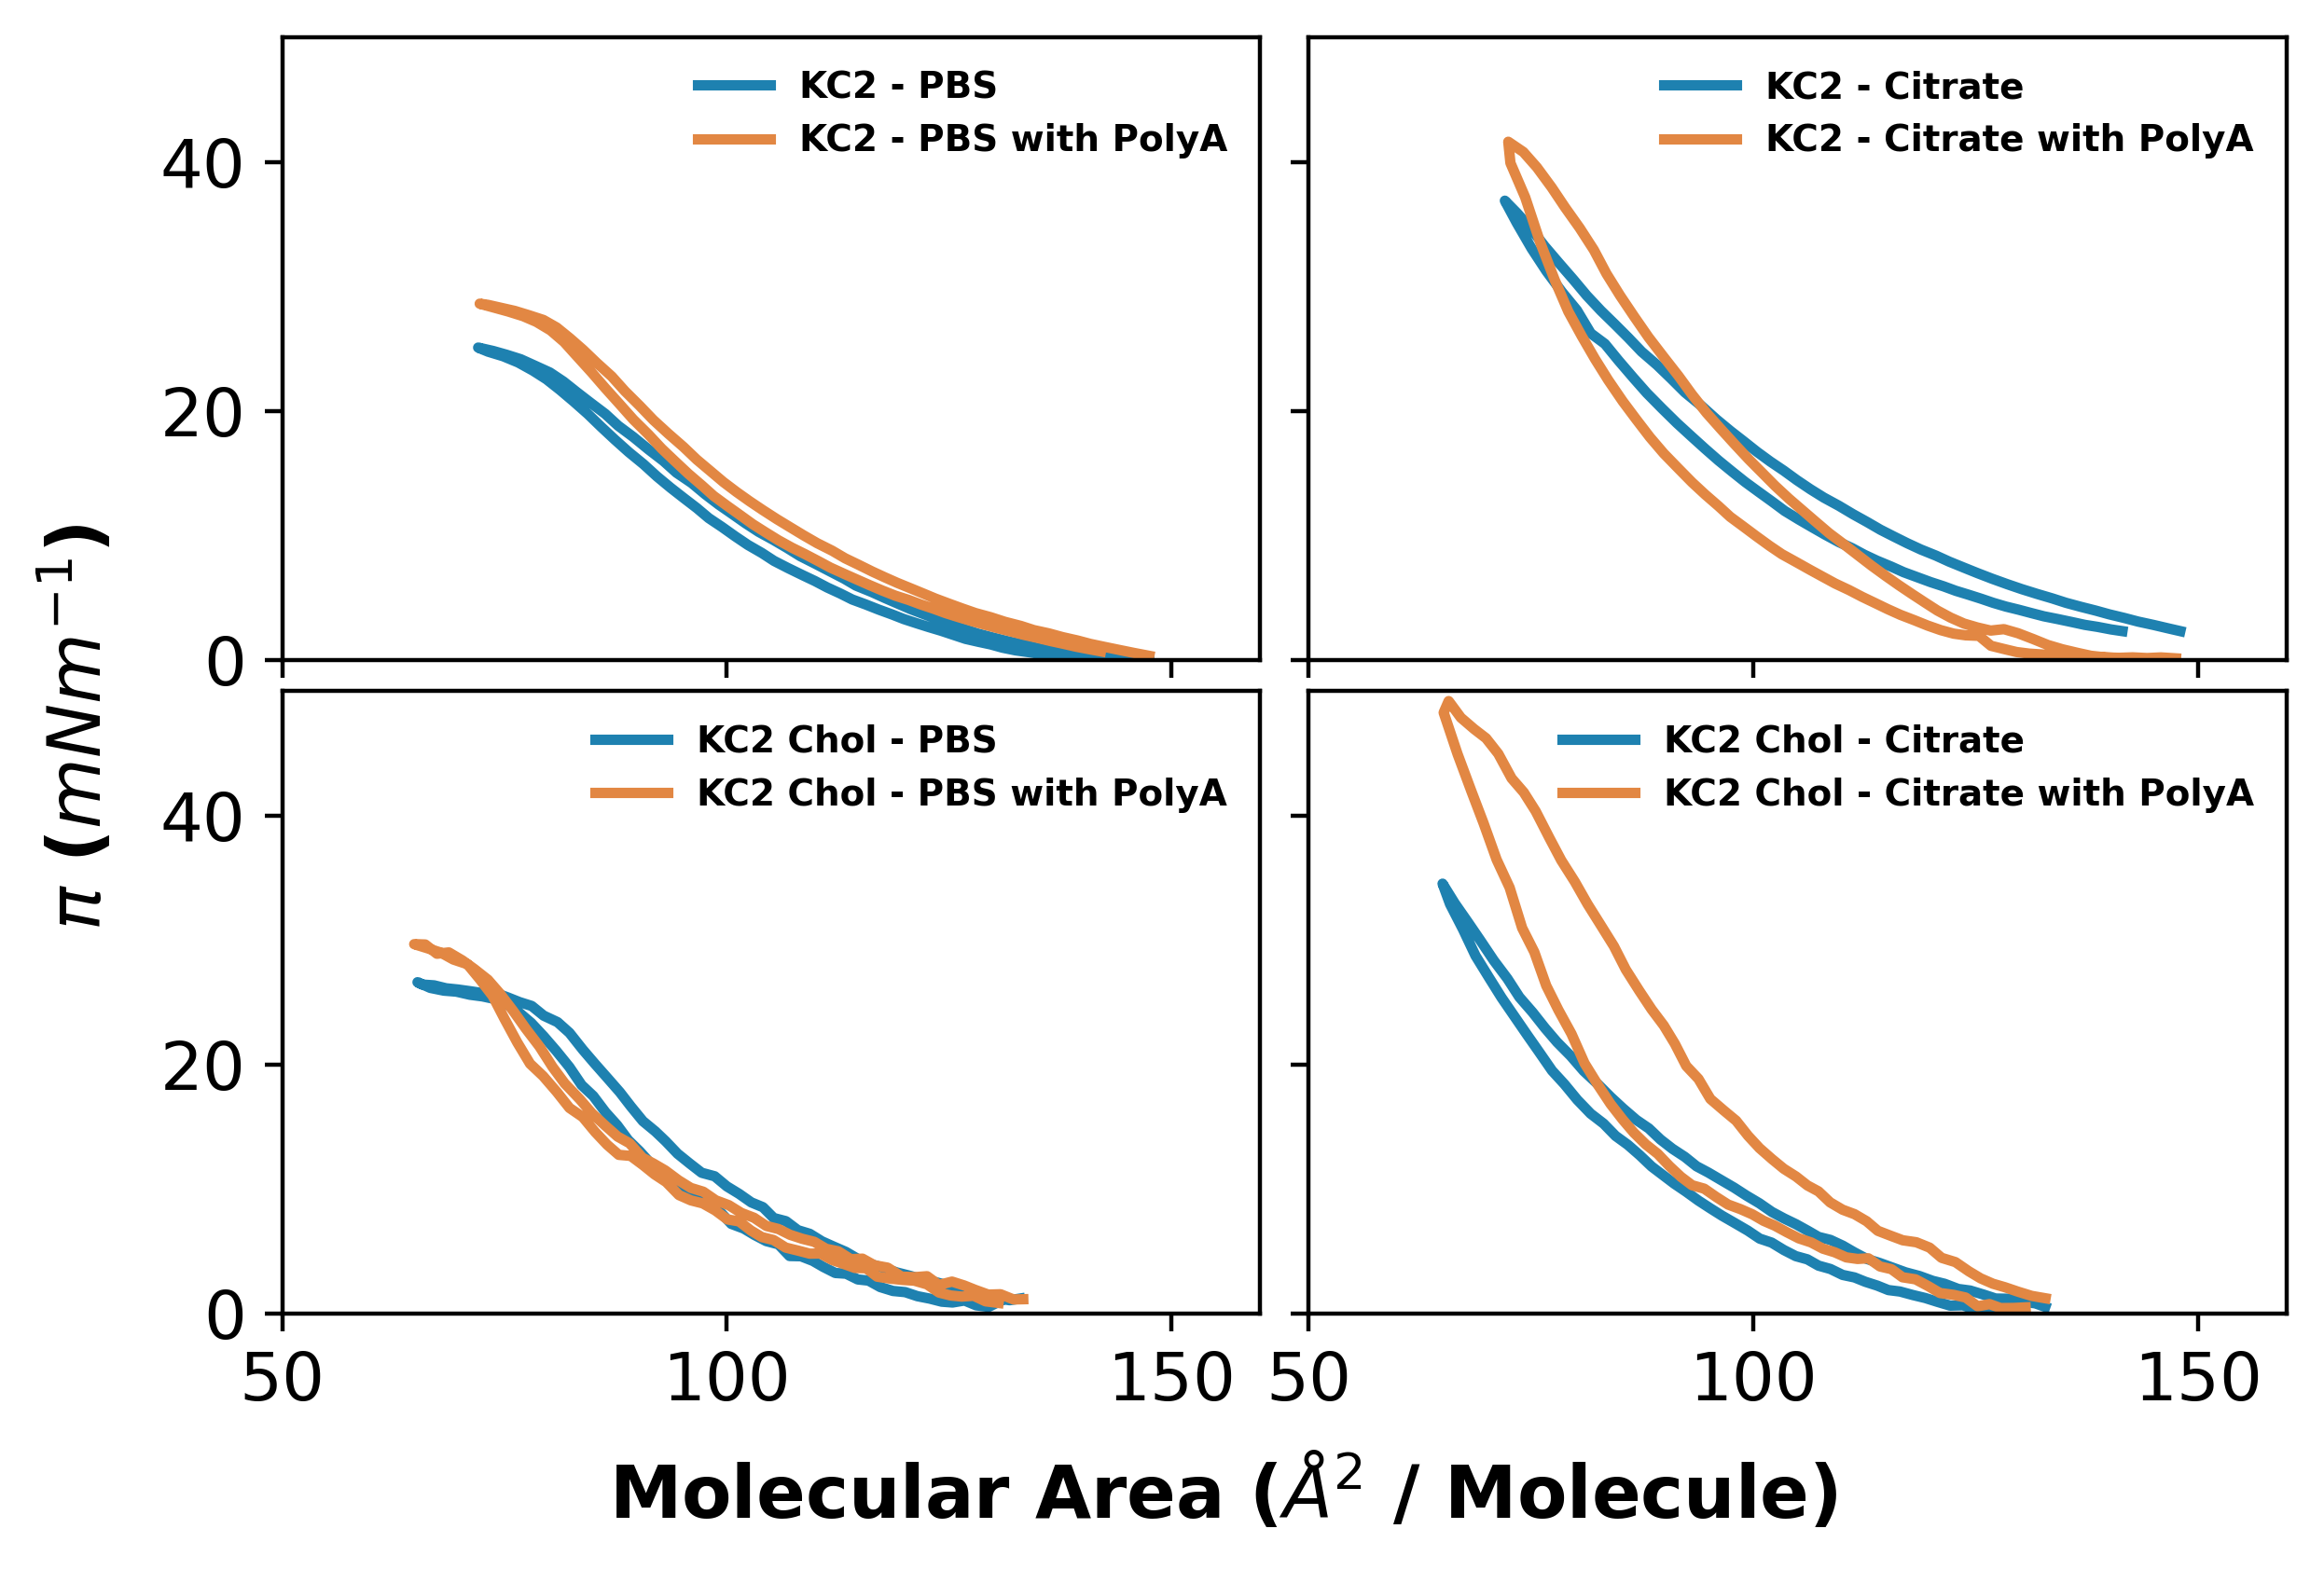 KC2 - PBS
KC2 - PBS with PolyA
KC2 - Citrate
KC2 - Citrate with PolyA
40
20
0
KC2 Chol - PBS
KC2 Chol - PBS with PolyA
KC2 Chol - Citrate
KC2 Chol - Citrate with PolyA
40
20
0
50
100
150
50
100
150
π (mNm⁻¹)
Molecular Area (Å² / Molecule)